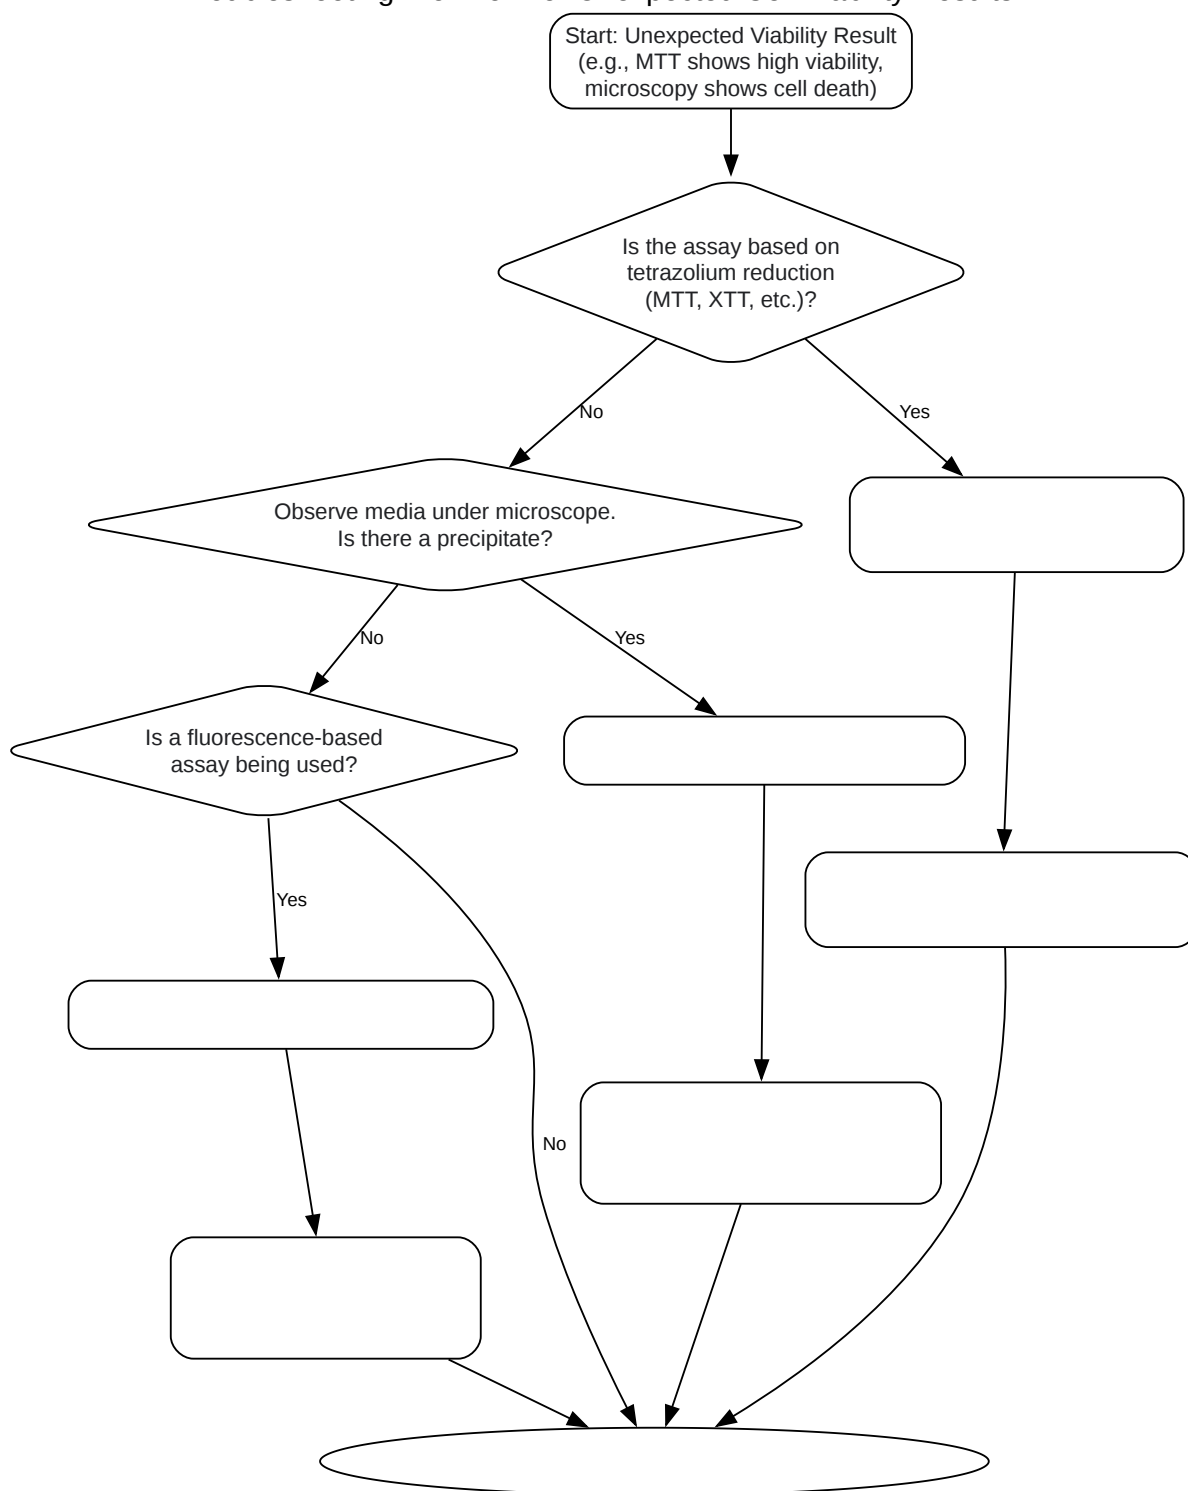 Start: Unexpected Viability Result
(e.g., MTT shows high viability,
microscopy shows cell death)
Is the assay based on
tetrazolium reduction
(MTT, XTT, etc.)?
No
Yes
Observe media under microscope.
Is there a precipitate?
No
Yes
Is a fluorescence-based
assay being used?
Yes
No